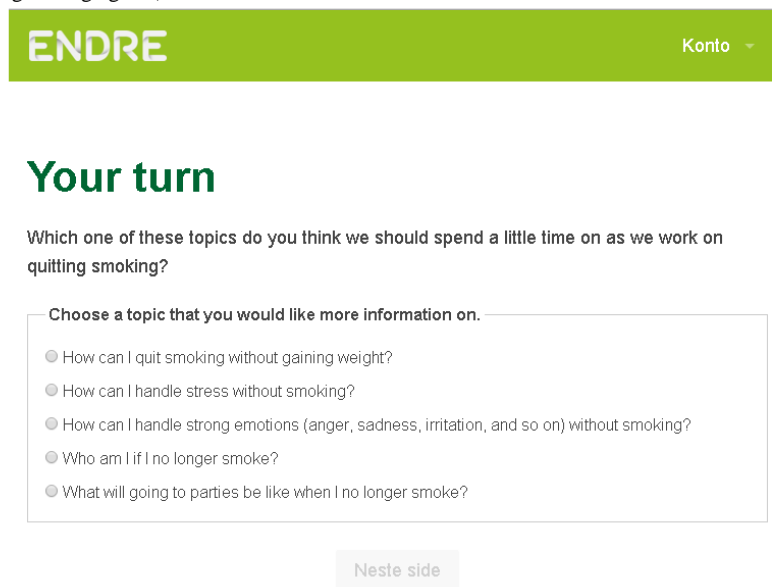 ENDRE
Konto
Your turn
Which one of these topics do you think we should spend a little time on as we work on
quitting smoking?
Choose a topic that you would like more information on.
How can I quit smoking without gaining weight?
How can I handle stress without smoking?
How can I handle strong emotions (anger, sadness, irritation, and so on) without smoking?
Who am I if I no longer smoke?
What will going to parties be like when I no longer smoke?
Neste side